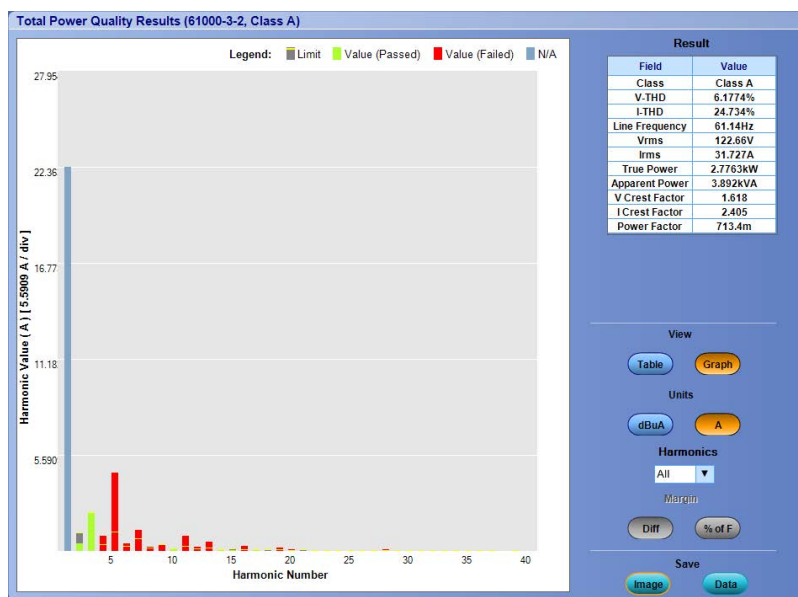 Total Power Quality Results (61000-3-2, Class A)
Legend: Limit Value (Passed) Value (Failed) N/A
27.95
22.36
16.77
11.18
5.590
Harmonic Value ( A ) [ 5.5909 A / div ]
5 10 15 20 25 30 35 40
Harmonic Number
Result
Field Value
Class Class A
V-THD 6.1774%
I-THD 24.734%
Line Frequency 61.14Hz
Vrms 122.66V
Irms 31.727A
True Power 2.7763kW
Apparent Power 3.892kVA
V Crest Factor 1.618
I Crest Factor 2.405
Power Factor 713.4m
View
Table Graph
Units
dBuA A
Harmonics
All
Margin
Diff % of F
Save
Image Data